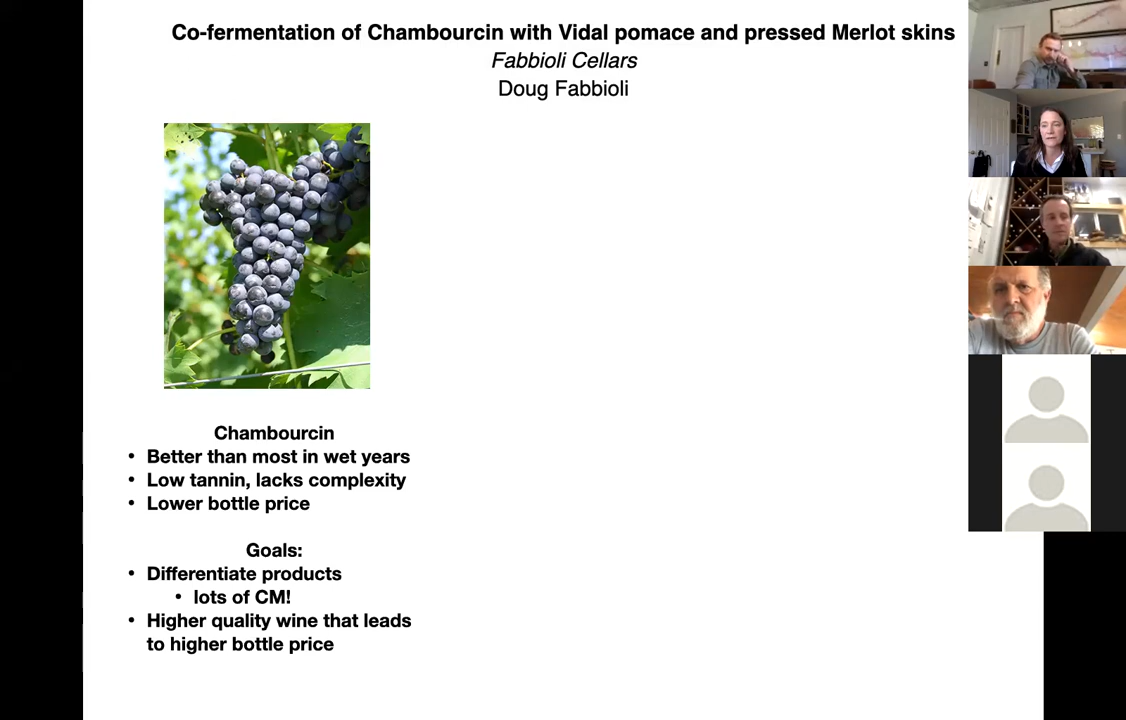 Co-fermentation of Chambourcin with Vidal pomace and pressed Merlot skins
Fabbioli Cellars
Doug Fabbioli
Chambourcin
• Better than most in wet years
• Low tannin, lacks complexity
• Lower bottle price
Goals:
• Differentiate products
• lots of CM!
• Higher quality wine that leads
to higher bottle price